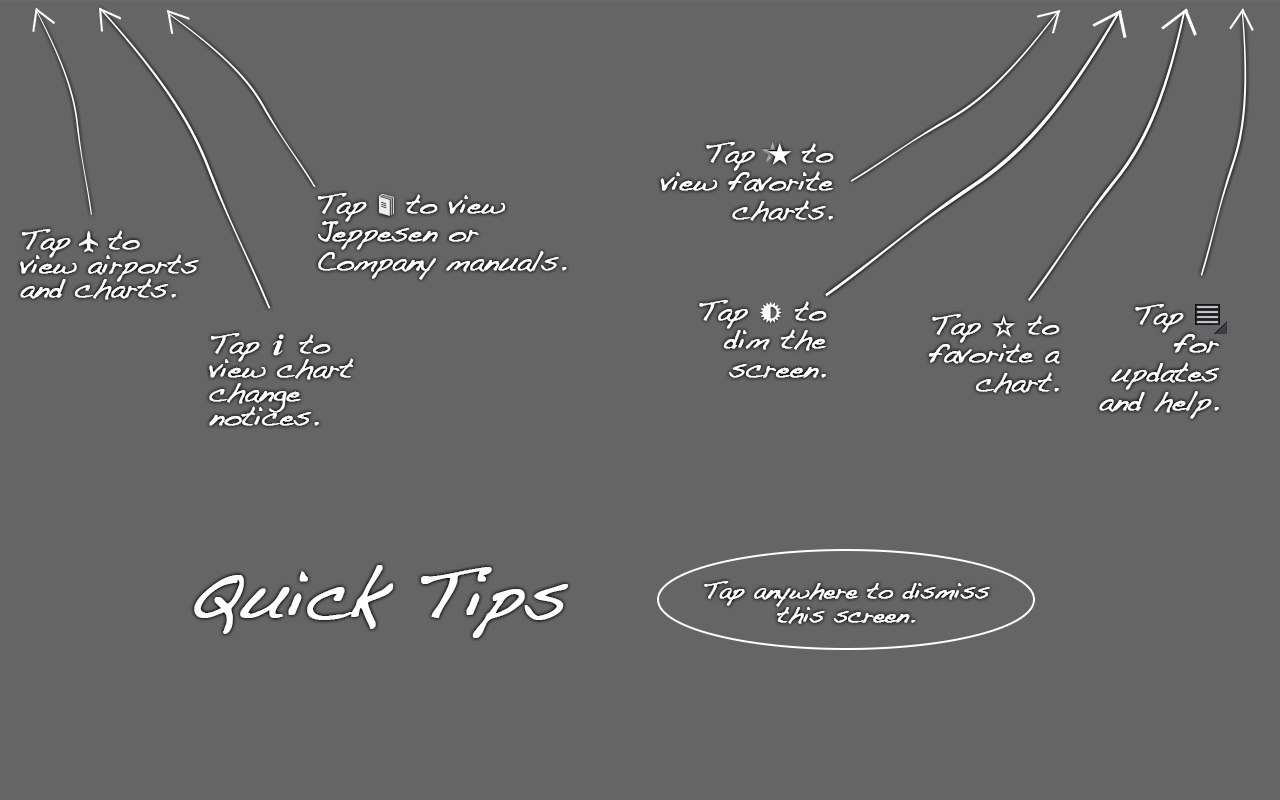 Tap to
view airports
and charts.
Tap i to
view chart
change
notices.
Tap to view
Jeppesen or
Company manuals.
Tap to
view favorite
charts.
Tap to
dim the
screen.
Tap to
favorite a
chart.
Tap
for
updates
and help.
Quick Tips
Tap anywhere to dismiss
this screen.